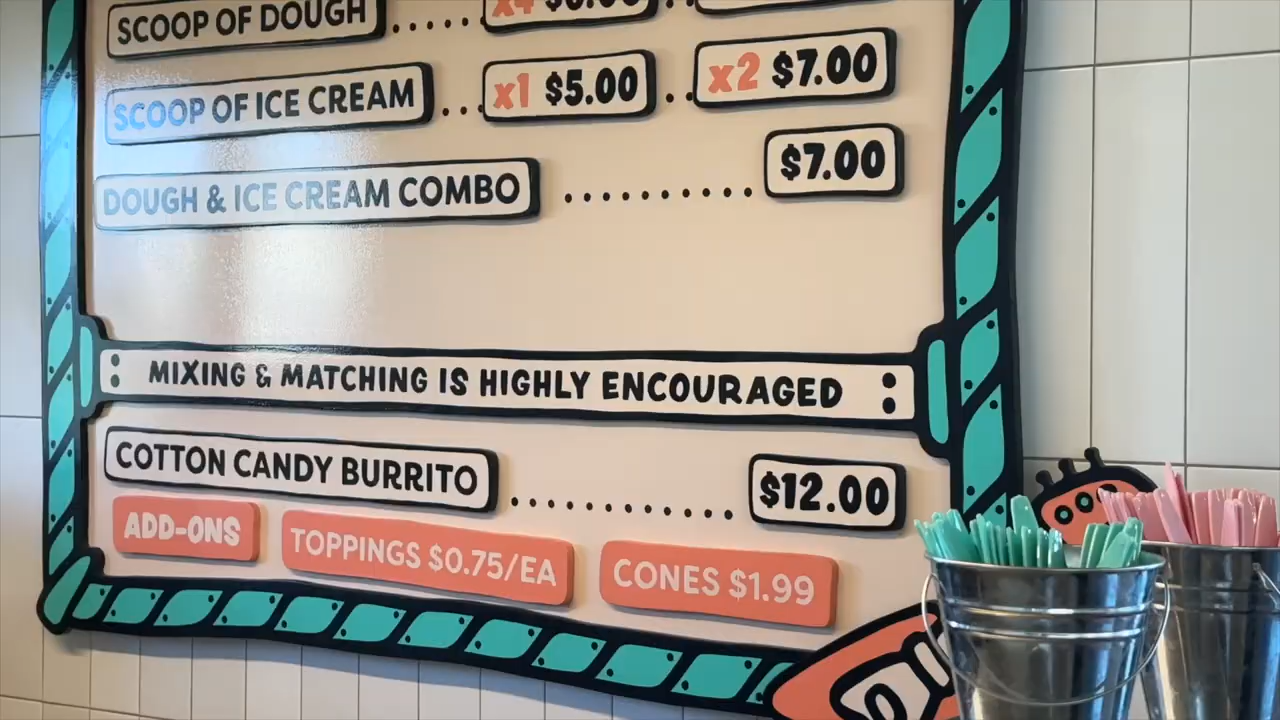 SCOOP OF DOUGH ........
SCOOP OF ICE CREAM ... x1 $5.00 .. x2 $7.00
DOUGH & ICE CREAM COMBO .......... $7.00
: MIXING & MATCHING IS HIGHLY ENCOURAGED :
COTTON CANDY BURRITO ............ $12.00
ADD-ONS TOPPINGS $0.75/EA CONES $1.99